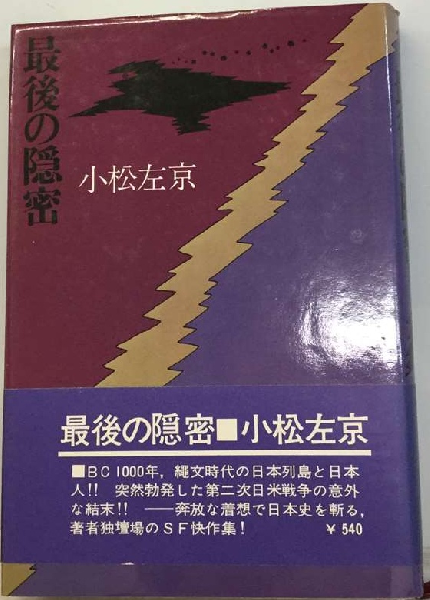 最後の隠密
小松左京
最後の隠密■小松左京
■BC1000年，縄文時代の日本列島と日本
人!! 突然勃発した第二次日米戦争の意外
な結末!! ──奔放な着想で日本史を斬る，
著者独壇場のSF快作集! ￥540